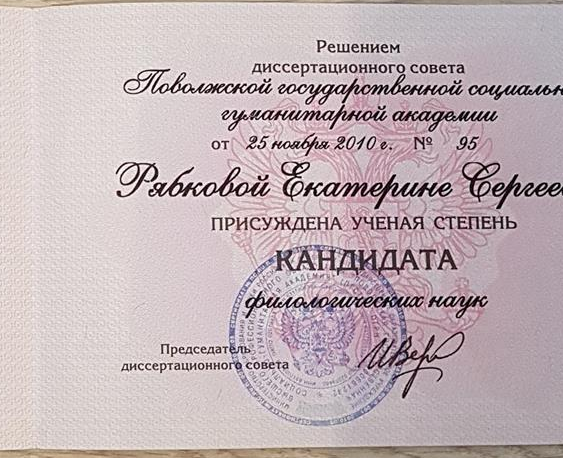 Решением
диссертационного совета
Поволжской государственной социальн
гуманитарной академии
от 25 ноября 2010 г. № 95
Рябковой Екатерине Сергее
ПРИСУЖДЕНА УЧЕНАЯ СТЕПЕНЬ
КАНДИДАТА
филологических наук
Председатель
диссертационного совета